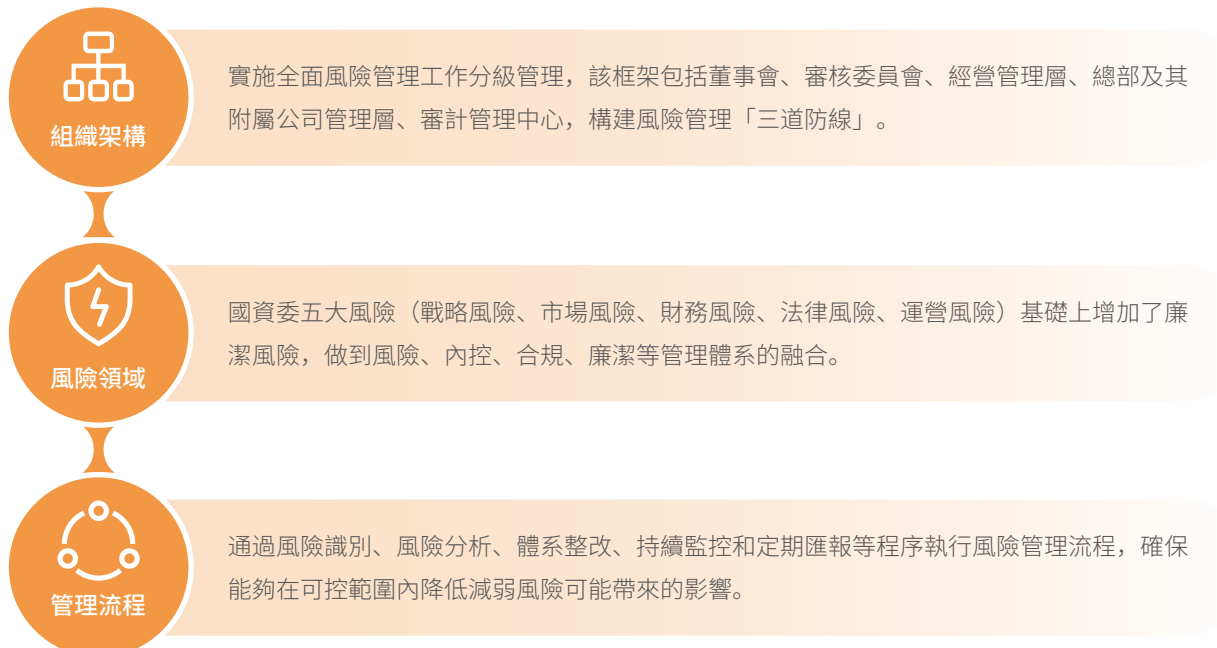 組織架構
實施全面風險管理工作分級管理，該框架包括董事會、審核委員會、經營管理層、總部及其
附屬公司管理層、審計管理中心，構建風險管理「三道防線」。
風險領域
國資委五大風險（戰略風險、市場風險、財務風險、法律風險、運營風險）基礎上增加了廉
潔風險，做到風險、內控、合規、廉潔等管理體系的融合。
管理流程
通過風險識別、風險分析、體系整改、持續監控和定期匯報等程序執行風險管理流程，確保
能夠在可控範圍內降低減弱風險可能帶來的影響。